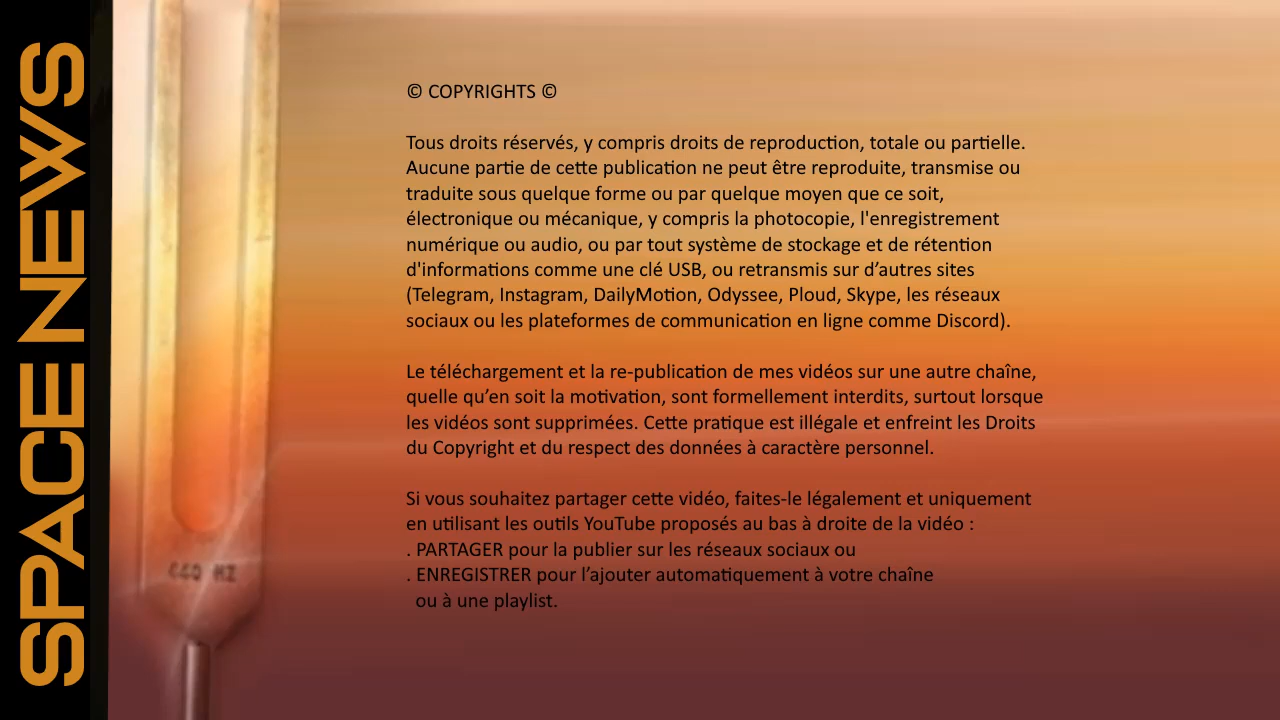 SPACE NEWS
© COPYRIGHTS ©
Tous droits réservés, y compris droits de reproduction, totale ou partielle.
Aucune partie de cette publication ne peut être reproduite, transmise ou
traduite sous quelque forme ou par quelque moyen que ce soit,
électronique ou mécanique, y compris la photocopie, l'enregistrement
numérique ou audio, ou par tout système de stockage et de rétention
d'informations comme une clé USB, ou retransmis sur d’autres sites
(Telegram, Instagram, DailyMotion, Odyssee, Ploud, Skype, les réseaux
sociaux ou les plateformes de communication en ligne comme Discord).
Le téléchargement et la re-publication de mes vidéos sur une autre chaîne,
quelle qu’en soit la motivation, sont formellement interdits, surtout lorsque
les vidéos sont supprimées. Cette pratique est illégale et enfreint les Droits
du Copyright et du respect des données à caractère personnel.
Si vous souhaitez partager cette vidéo, faites-le légalement et uniquement
en utilisant les outils YouTube proposés au bas à droite de la vidéo :
. PARTAGER pour la publier sur les réseaux sociaux ou
. ENREGISTRER pour l’ajouter automatiquement à votre chaîne
ou à une playlist.
440 HZ